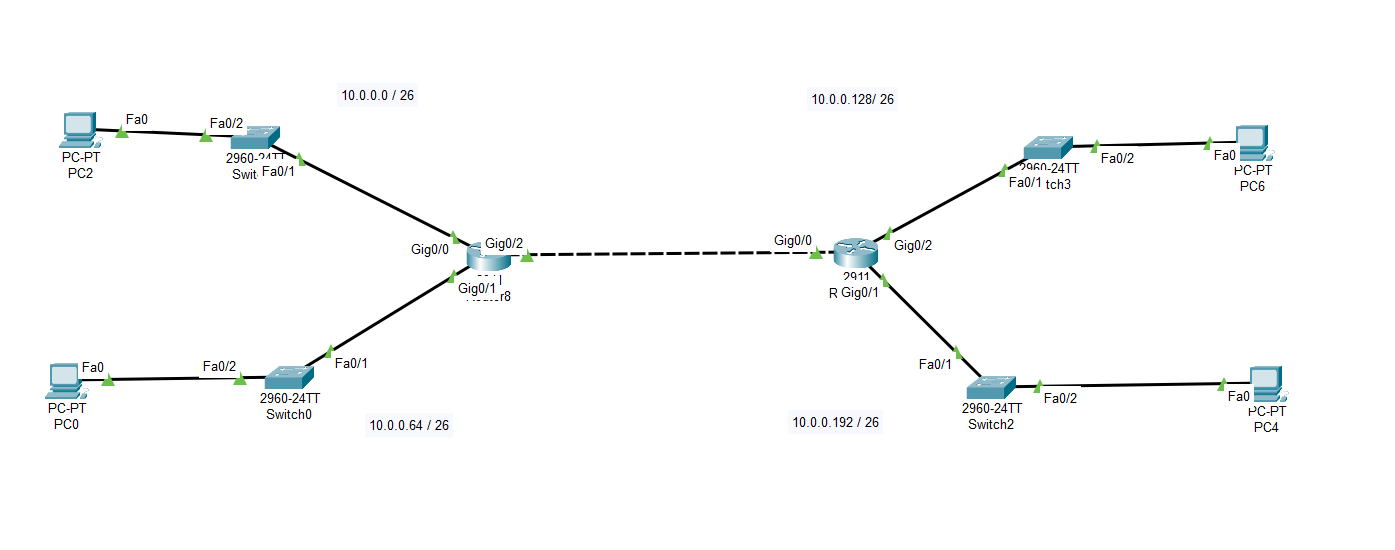 10.0.0.0 / 26
10.0.0.128/ 26
Fa0
Fa0/2
PC-PT
PC2
2960-24TT
Fa0/1
Fa0/1
2960-24TT
tch3
Fa0/2
Fa0
PC-PT
PC6
Gig0/0
Gig0/2
Gig0/1
Gig0/0
Gig0/2
2911
R Gig0/1
Fa0
Fa0/2
Fa0/1
PC-PT
PC0
2960-24TT
Switch0
10.0.0.64 / 26
Fa0/1
2960-24TT
Switch2
Fa0/2
Fa0
PC-PT
PC4
10.0.0.192 / 26